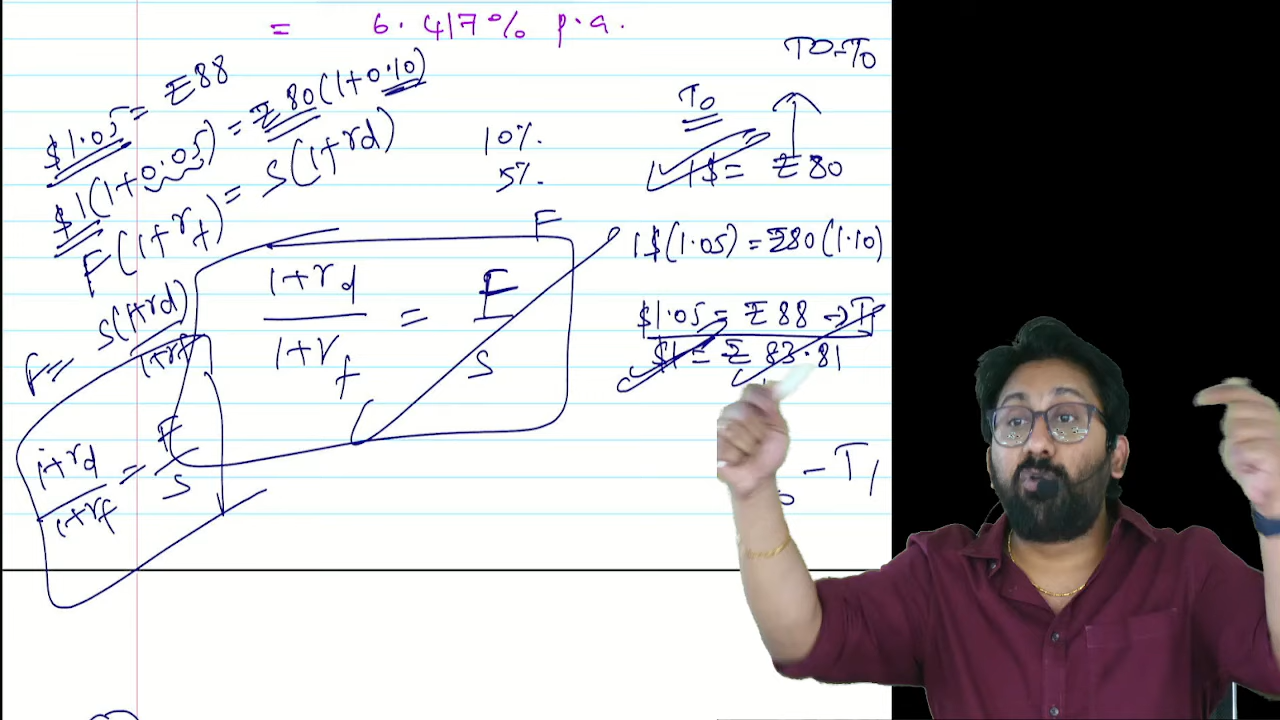 = 6.417% p.a.
T0-T0
$1.05 = ₹88
$1(1+0.05) = ₹80(1+0.10)
F(1+rf) = S(1+rd)
F = S(1+rd)/1+rf
1+rd/1+rf = F/S
10%.
5%.
F
1+rd/1+rf = F/S
T0
1$ = ₹80
1$(1.05) = ₹80(1.10)
$1.05 = ₹88 → T1
$1 = ₹83.81
- T1